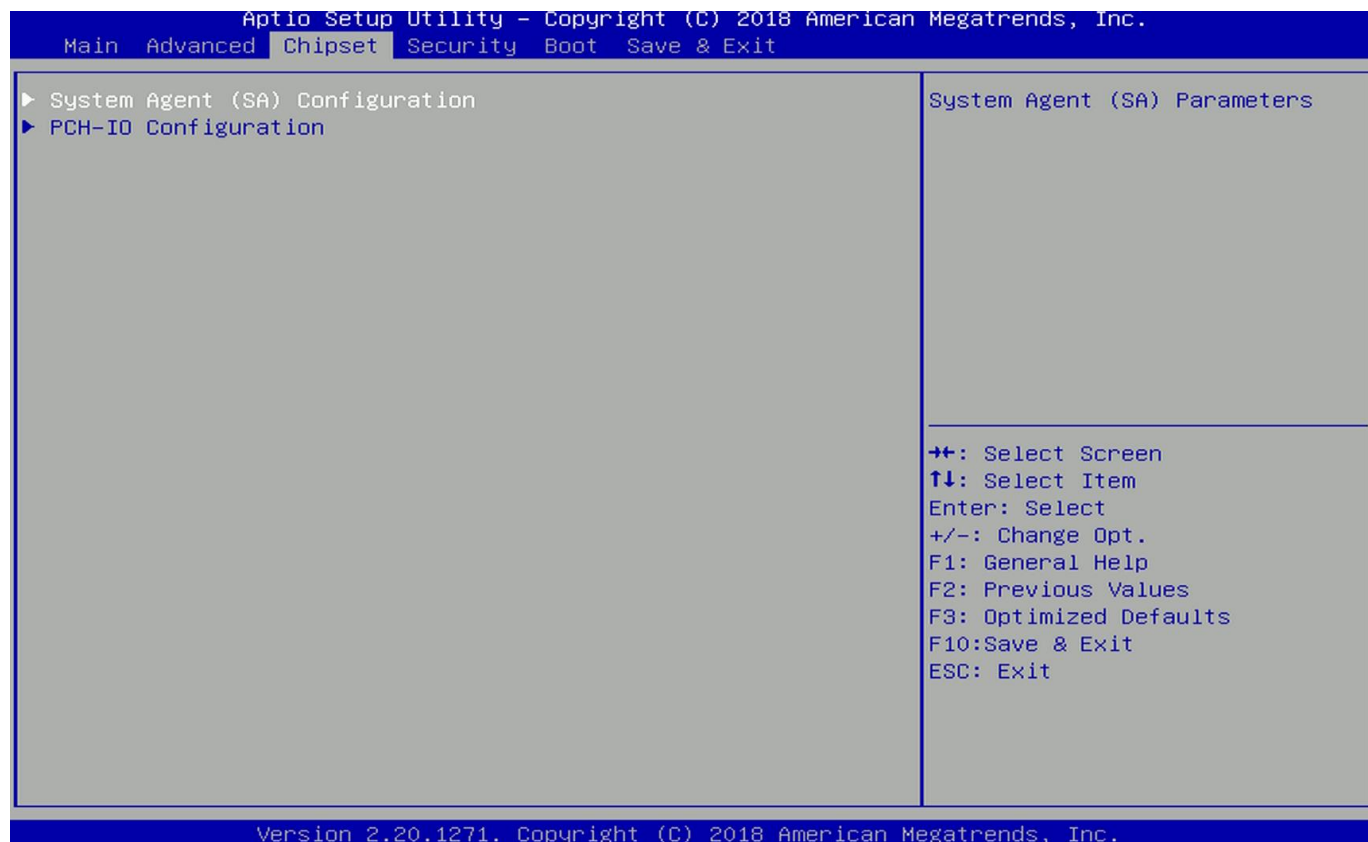 Aptio Setup Utility – Copyright (C) 2018 American Megatrends, Inc.
Main Advanced Chipset Security Boot Save & Exit
▶ System Agent (SA) Configuration
▶ PCH-IO Configuration
System Agent (SA) Parameters
→←: Select Screen
↑↓: Select Item
Enter: Select
+/-: Change Opt.
F1: General Help
F2: Previous Values
F3: Optimized Defaults
F10:Save & Exit
ESC: Exit
Version 2.20.1271. Copyright (C) 2018 American Megatrends, Inc.